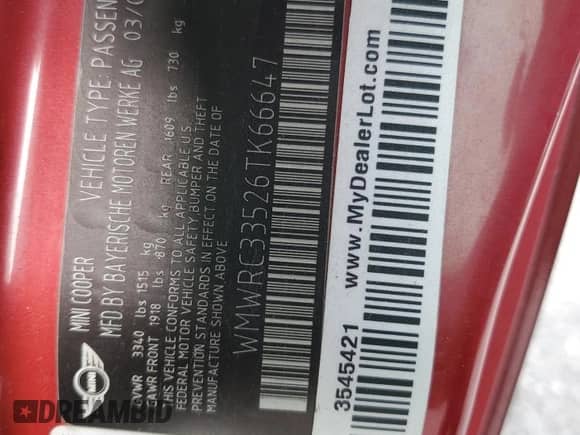 MINI COOPER
VEHICLE TYPE: PASSEN
MFD BY BAYERISCHE MOTOREN WERKE AG 03/0
GVWR 3340 lbs 1515 kg
GAWR FRONT 1918 lbs 870 kg REAR 1609 lbs 730 kg
THIS VEHICLE CONFORMS TO ALL APPLICABLE U.S.
FEDERAL MOTOR VEHICLE SAFETY, BUMPER AND THEFT
PREVENTION STANDARDS IN EFFECT ON THE DATE OF
MANUFACTURE SHOWN ABOVE
WMWRC33526TK66647
www.MyDealerLot.com
3545421
MINI
DREAMBID